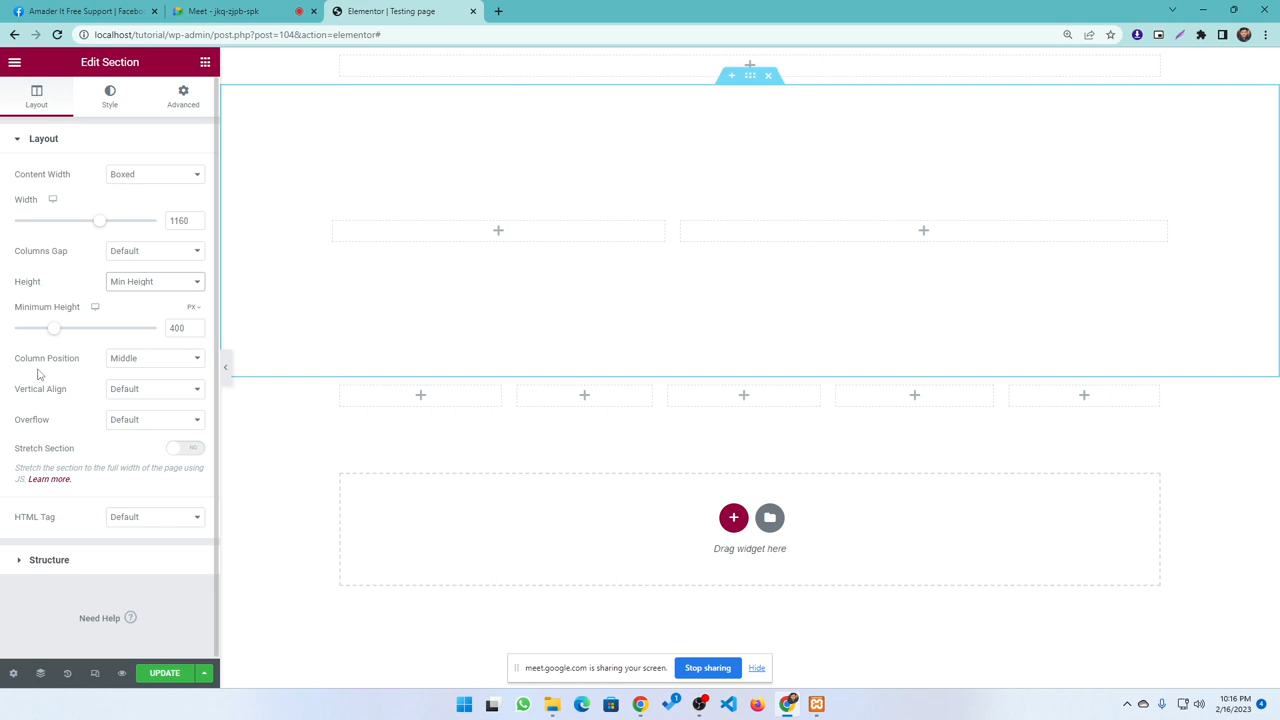 Amader It Free Support | Facebo
Meet - jkq-zpjb-spk
Elementor | Testing page
localhost/tutorial/wp-admin/post.php?post=104&action=elementor#
Edit Section
Layout
Style
Advanced
Layout
Content Width
Boxed
Width
1160
Columns Gap
Default
Height
Min Height
Minimum Height
PX
400
Column Position
Middle
Vertical Align
Default
Overflow
Default
Stretch Section
NO
Stretch the section to the full width of the page using
JS. Learn more.
HTML Tag
Default
Structure
Need Help
UPDATE
Drag widget here
meet.google.com is sharing your screen.
Stop sharing
Hide
1
10:16 PM
2/16/2023
4